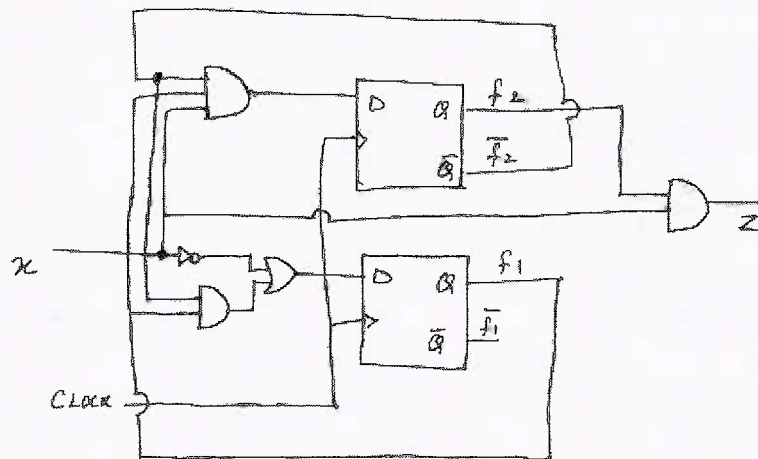 D Q f2
Q̅ f̅2
Z
x
D Q f1
Q̅ f̅1
CLOCK